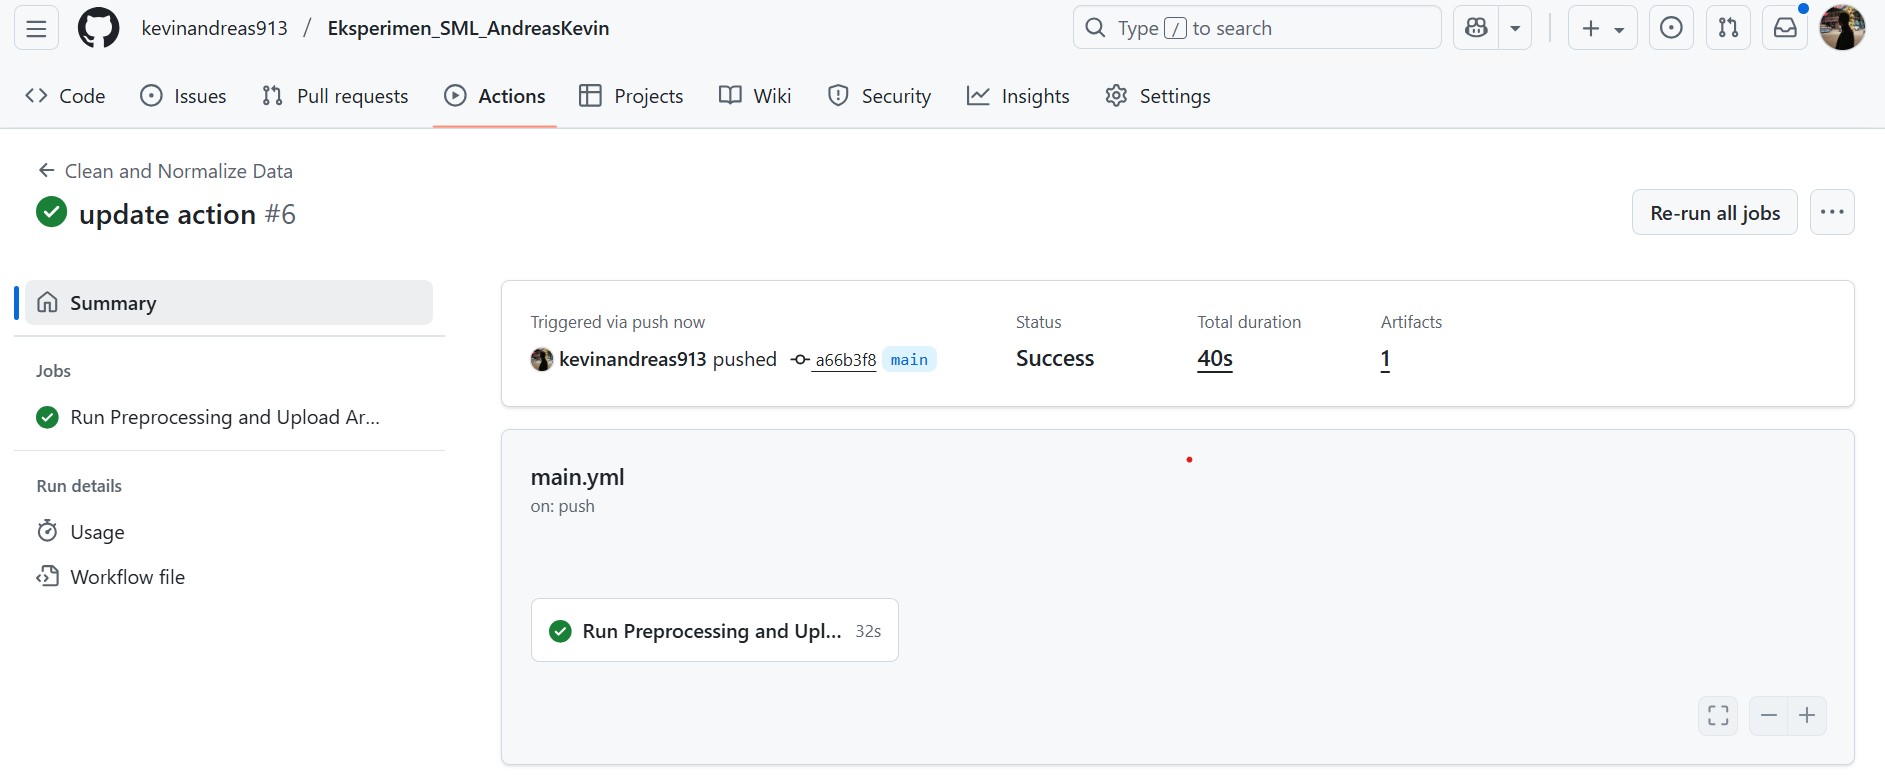 kevinandreas913 / Eksperimen_SML_AndreasKevin
Type / to search
Code Issues Pull requests Actions Projects Wiki Security Insights Settings
← Clean and Normalize Data
update action #6
Re-run all jobs
Summary
Jobs
Run Preprocessing and Upload Ar...
Run details
Usage
Workflow file
Triggered via push now
kevinandreas913 pushed a66b3f8 main
Status
Success
Total duration
40s
Artifacts
1
main.yml
on: push
Run Preprocessing and Upl... 32s